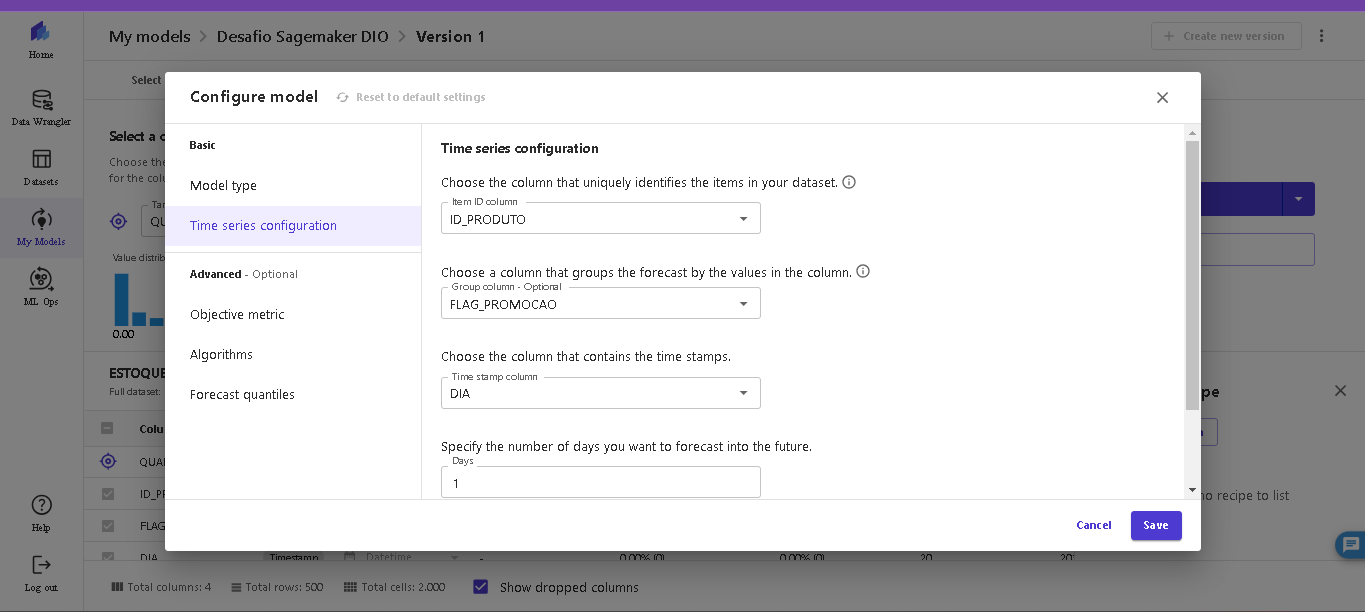 My models > Desafio Sagemaker DIO > Version 1
+ Create new version
Home
Data Wrangler
Datasets
My Models
ML Ops
Help
Log out
Select
Select a c
Choose the
for the colu
Value distrib
0.00
ESTOQUE
Full dataset:
Colu
QUA
ID_P
FLAG
DIA
Timestamp
Datetime
-
0.00% (0)
0.00% (0)
Configure model
Reset to default settings
Basic
Model type
Time series configuration
Advanced - Optional
Objective metric
Algorithms
Forecast quantiles
Time series configuration
Choose the column that uniquely identifies the items in your dataset.
Item ID column
ID_PRODUTO
Choose a column that groups the forecast by the values in the column.
Group column - Optional
FLAG_PROMOCAO
Choose the column that contains the time stamps.
Time stamp column
DIA
Specify the number of days you want to forecast into the future.
Days
1
Cancel
Save
pe
no recipe to list
Total columns: 4
Total rows: 500
Total cells: 2.000
Show dropped columns